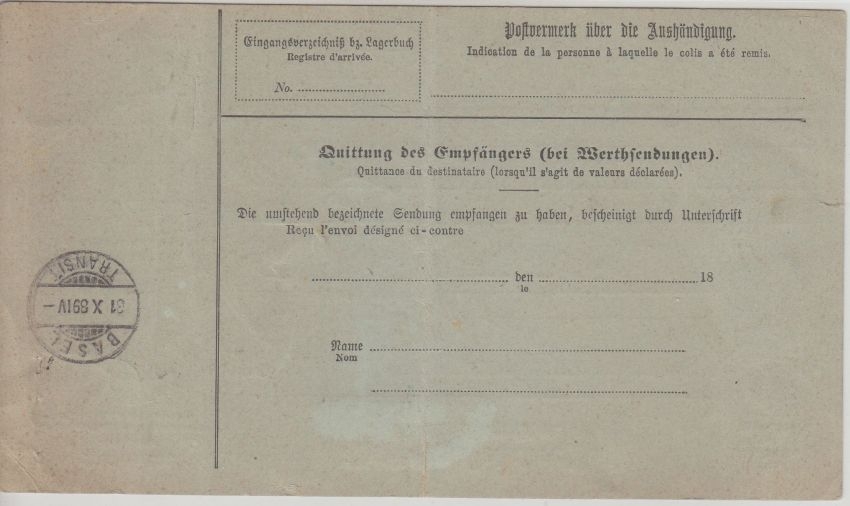 Eingangsverzeichniß bz. Lagerbuch
Registre d'arrivée.
No.
Postvermerk über die Aushändigung.
Indication de la personne à laquelle le colis a été remis.
Quittung des Empfängers (bei Werthsendungen).
Quittance du destinataire (lorsqu'il s'agit de valeurs déclarées).
Die umstehend bezeichnete Sendung empfangen zu haben, bescheinigt durch Unterschrift
Reçu l'envoi désigné ci-contre
den 18
le
Name
Nom
BASEL
31 X 89 IV -
TRANSIT